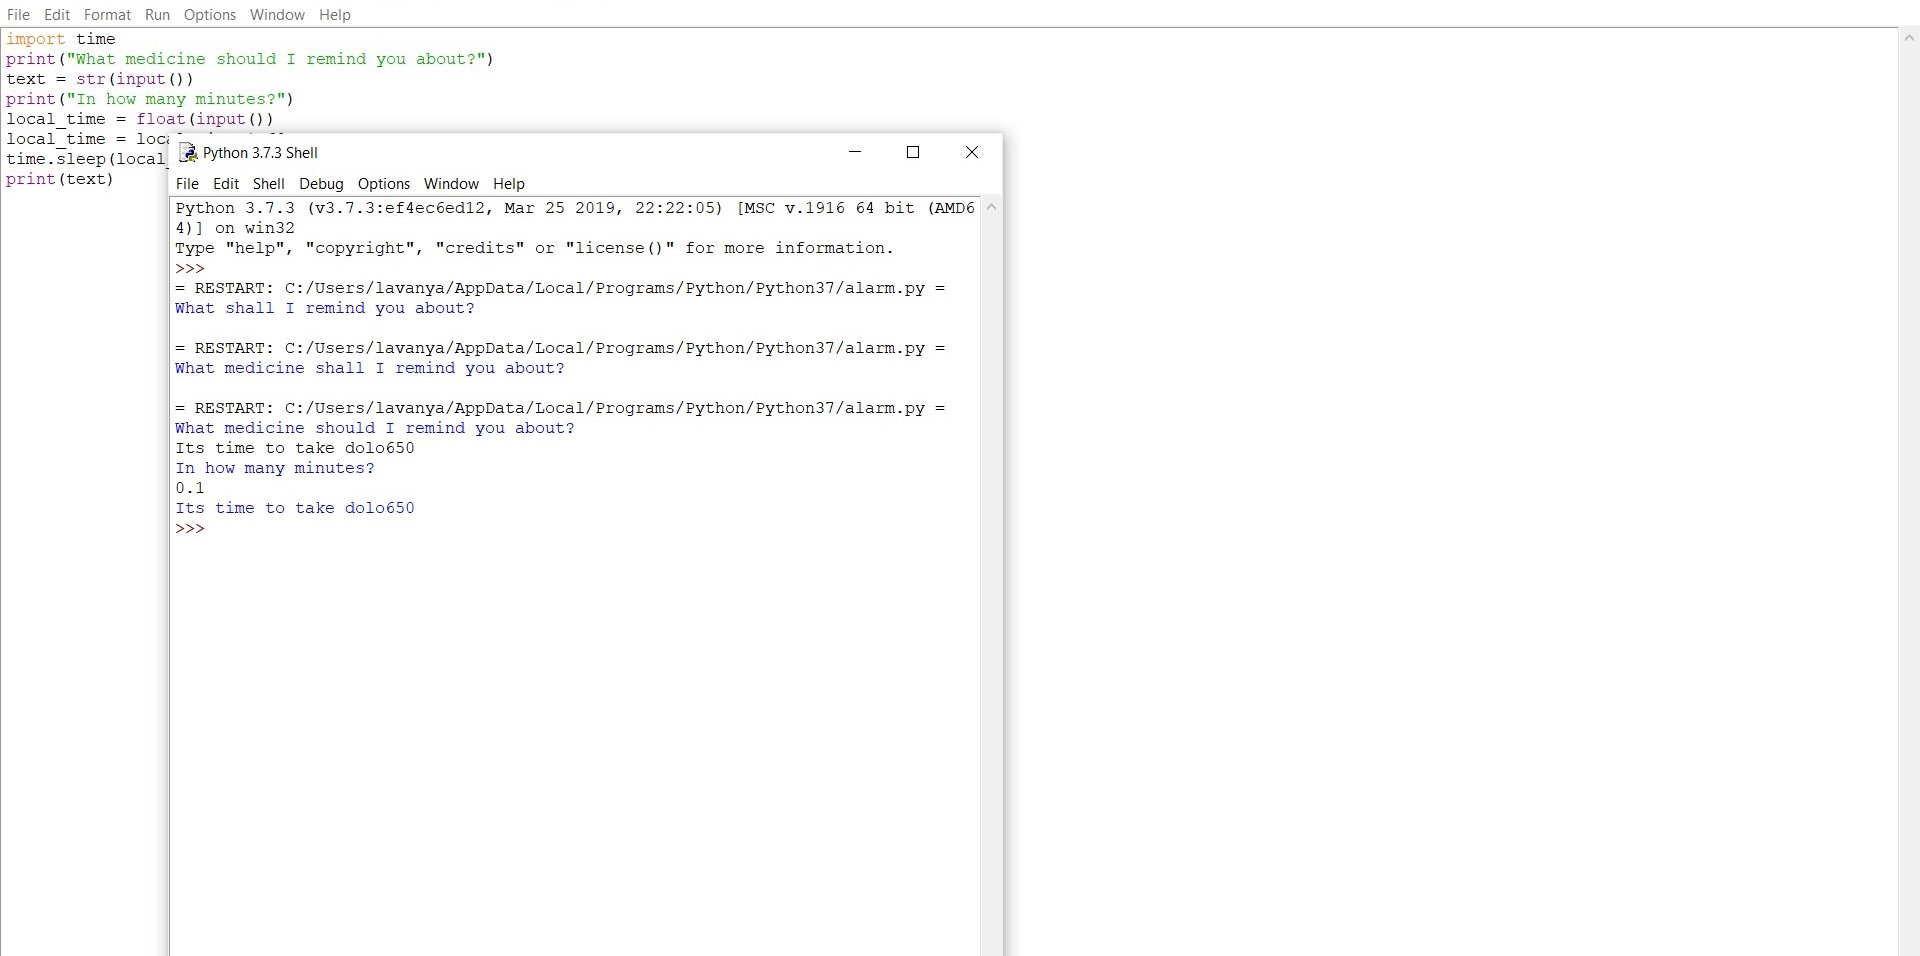 File Edit Format Run Options Window Help
import time
print("What medicine should I remind you about?")
text = str(input())
print("In how many minutes?")
local_time = float(input())
local_time =
time.sleep(local_
print(text)
Python 3.7.3 Shell
File Edit Shell Debug Options Window Help
Python 3.7.3 (v3.7.3:ef4ec6ed12, Mar 25 2019, 22:22:05) [MSC v.1916 64 bit (AMD6
4)] on win32
Type "help", "copyright", "credits" or "license()" for more information.
>>>
= RESTART: C:/Users/lavanya/AppData/Local/Programs/Python/Python37/alarm.py =
What shall I remind you about?
= RESTART: C:/Users/lavanya/AppData/Local/Programs/Python/Python37/alarm.py =
What medicine shall I remind you about?
= RESTART: C:/Users/lavanya/AppData/Local/Programs/Python/Python37/alarm.py =
What medicine should I remind you about?
Its time to take dolo650
In how many minutes?
0.1
Its time to take dolo650
>>>